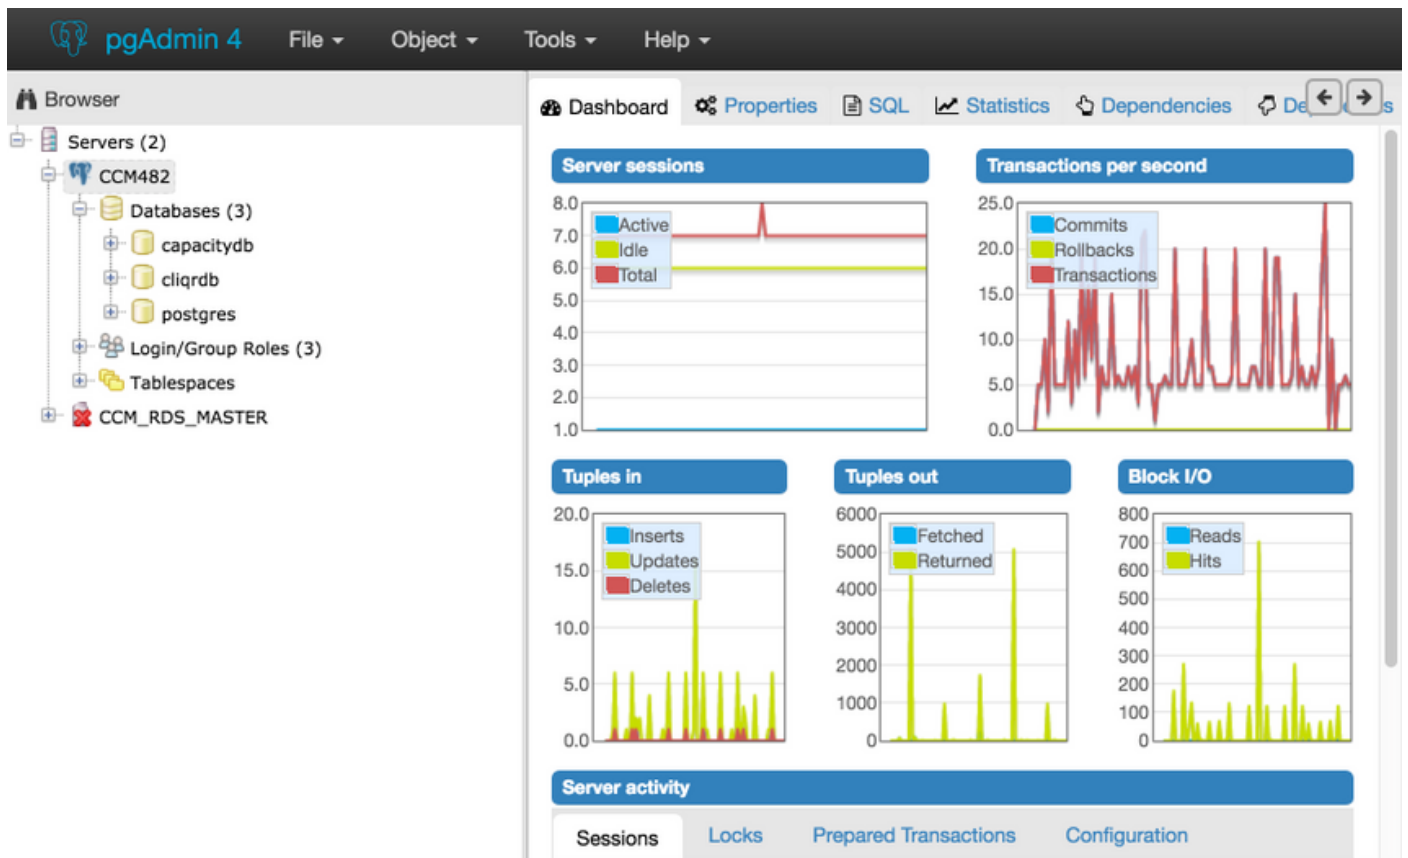 pgAdmin 4 File Object Tools Help
Browser
Servers (2)
CCM482
Databases (3)
capacitydb
cliqrdb
postgres
Login/Group Roles (3)
Tablespaces
CCM_RDS_MASTER
Dashboard Properties SQL Statistics Dependencies
Server sessions
8.0
7.0
6.0
5.0
4.0
3.0
2.0
1.0
Active
Idle
Total
Transactions per second
25.0
20.0
15.0
10.0
5.0
0.0
Commits
Rollbacks
Transactions
Tuples in
20.0
15.0
10.0
5.0
0.0
Inserts
Updates
Deletes
Tuples out
6000
5000
4000
3000
2000
1000
0
Fetched
Returned
Block I/O
800
700
600
500
400
300
200
100
0
Reads
Hits
Server activity
Sessions Locks Prepared Transactions Configuration